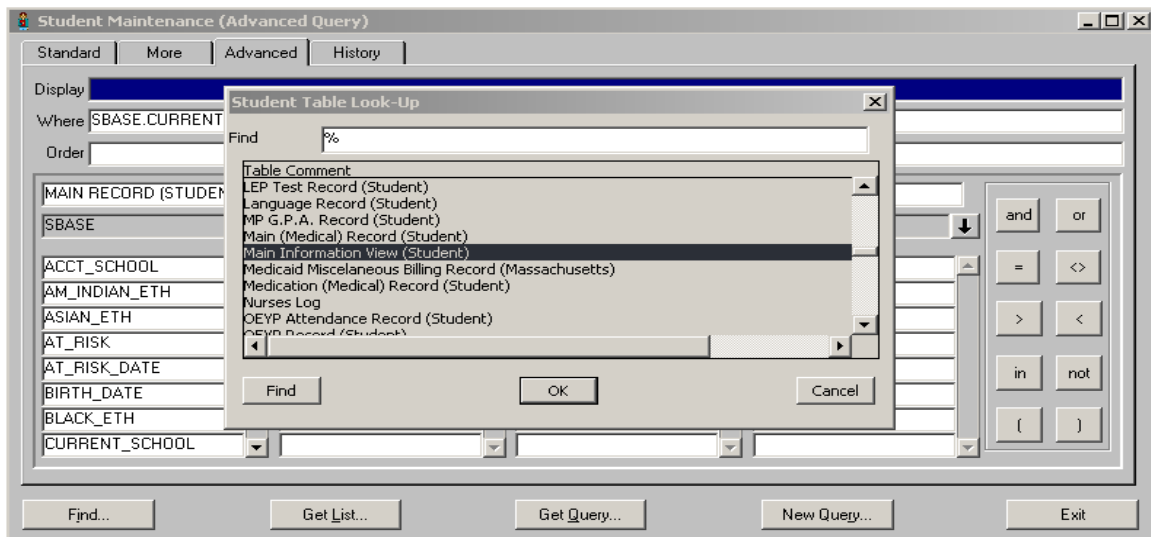 Student Maintenance (Advanced Query)
Standard More Advanced History
Display
Where SBASE.CURRENT
Order
Student Table Look-Up
Find %
Table Comment
LEP Test Record (Student)
Language Record (Student)
MP G.P.A. Record (Student)
Main (Medical) Record (Student)
Main Information View (Student)
Medicaid Miscelaneous Billing Record (Massachusetts)
Medication (Medical) Record (Student)
Nurses Log
OEYP Attendance Record (Student)
OEYP Record (Student)
Find OK Cancel
MAIN RECORD (STUDEN
SBASE
ACCT_SCHOOL
AM_INDIAN_ETH
ASIAN_ETH
AT_RISK
AT_RISK_DATE
BIRTH_DATE
BLACK_ETH
CURRENT_SCHOOL
and or
= <>
> <
in not
( )
Find... Get List... Get Query... New Query... Exit